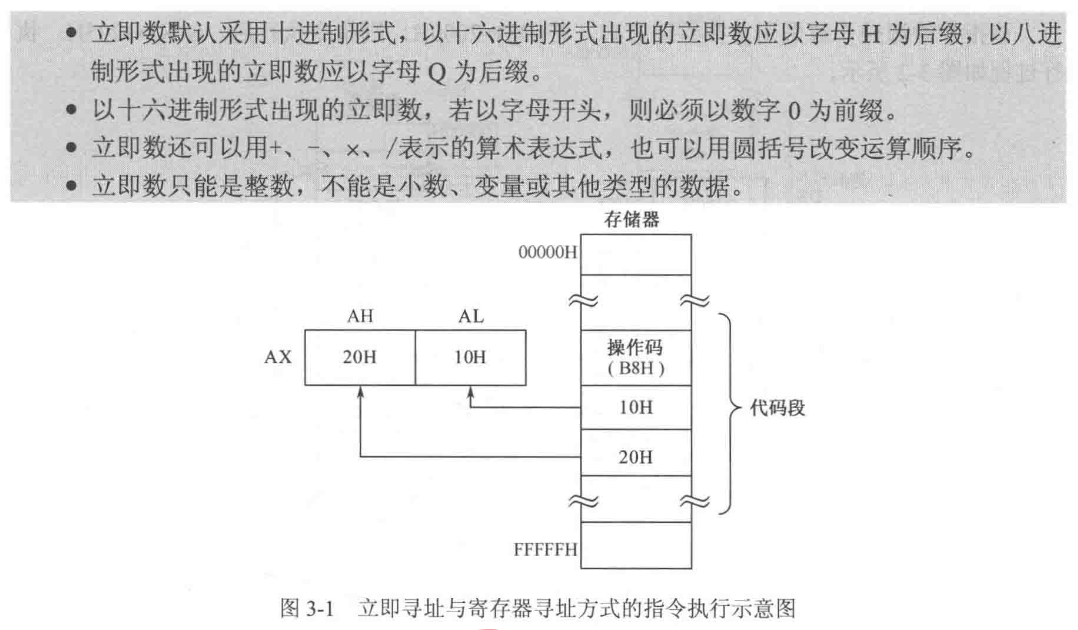 • 立即数默认采用十进制形式，以十六进制形式出现的立即数应以字母 H 为后缀，以八进
制形式出现的立即数应以字母 Q 为后缀。
• 以十六进制形式出现的立即数，若以字母开头，则必须以数字 0 为前缀。
• 立即数还可以用+、-、×、/表示的算术表达式，也可以用圆括号改变运算顺序。
• 立即数只能是整数，不能是小数、变量或其他类型的数据。
存储器
00000H
AH AL
AX 20H 10H
操作码
（B8H）
10H
代码段
20H
FFFFFH
图 3-1 立即寻址与寄存器寻址方式的指令执行示意图